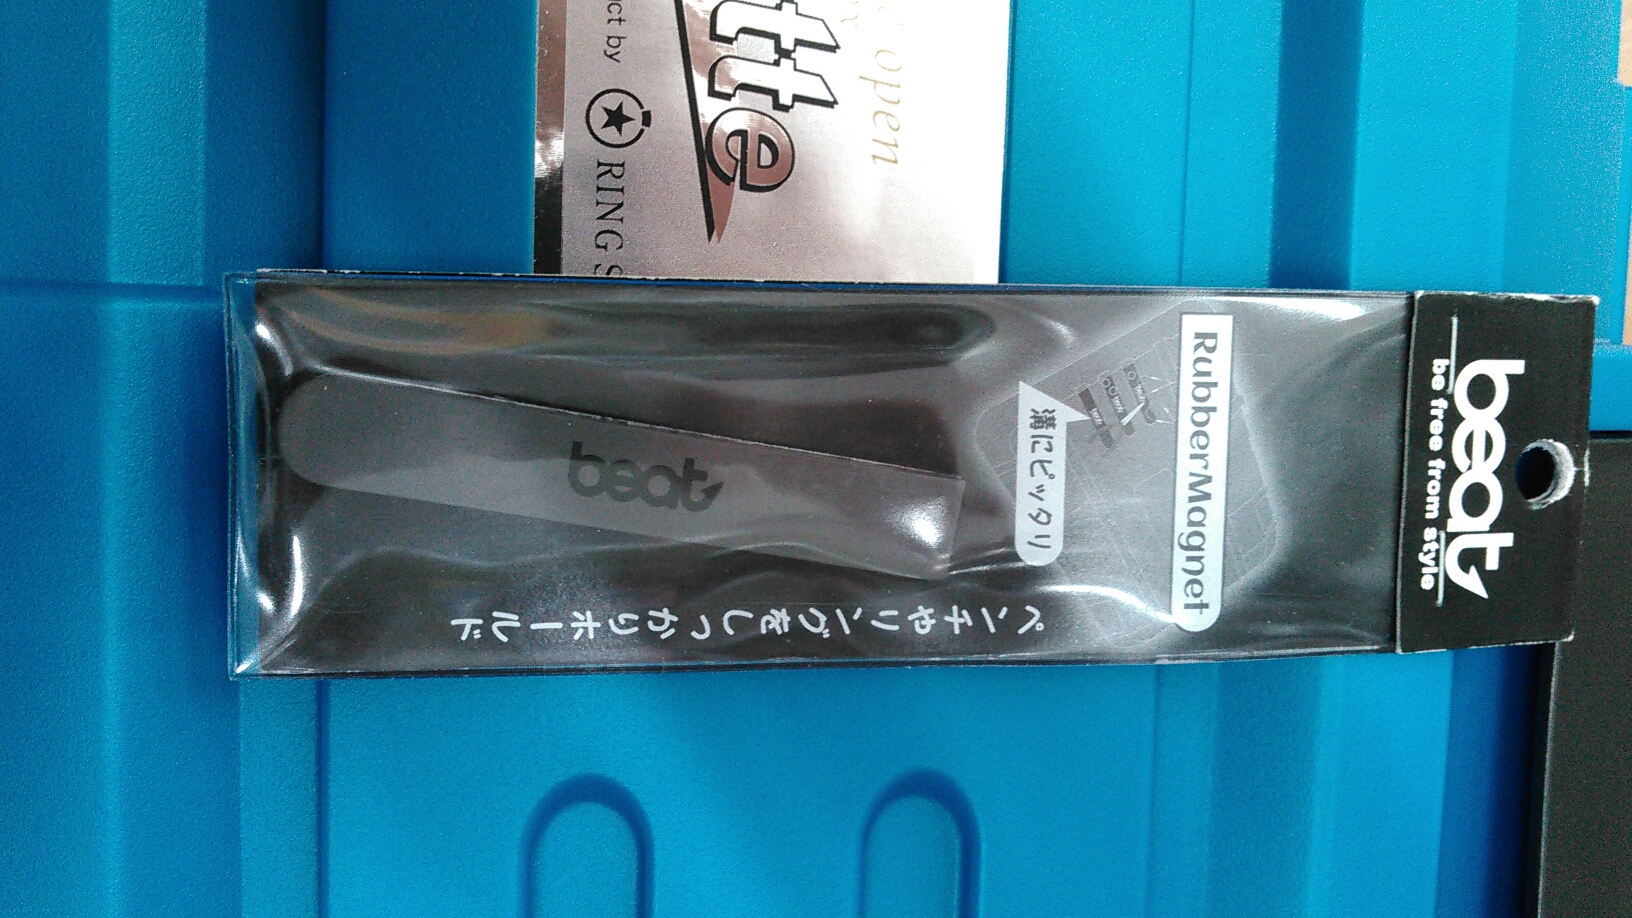 open
tte
ct by
RING S
beat
be free from style
RubberMagnet
溝にピッタリ
ペンチやリングをしっかりホールド
beat